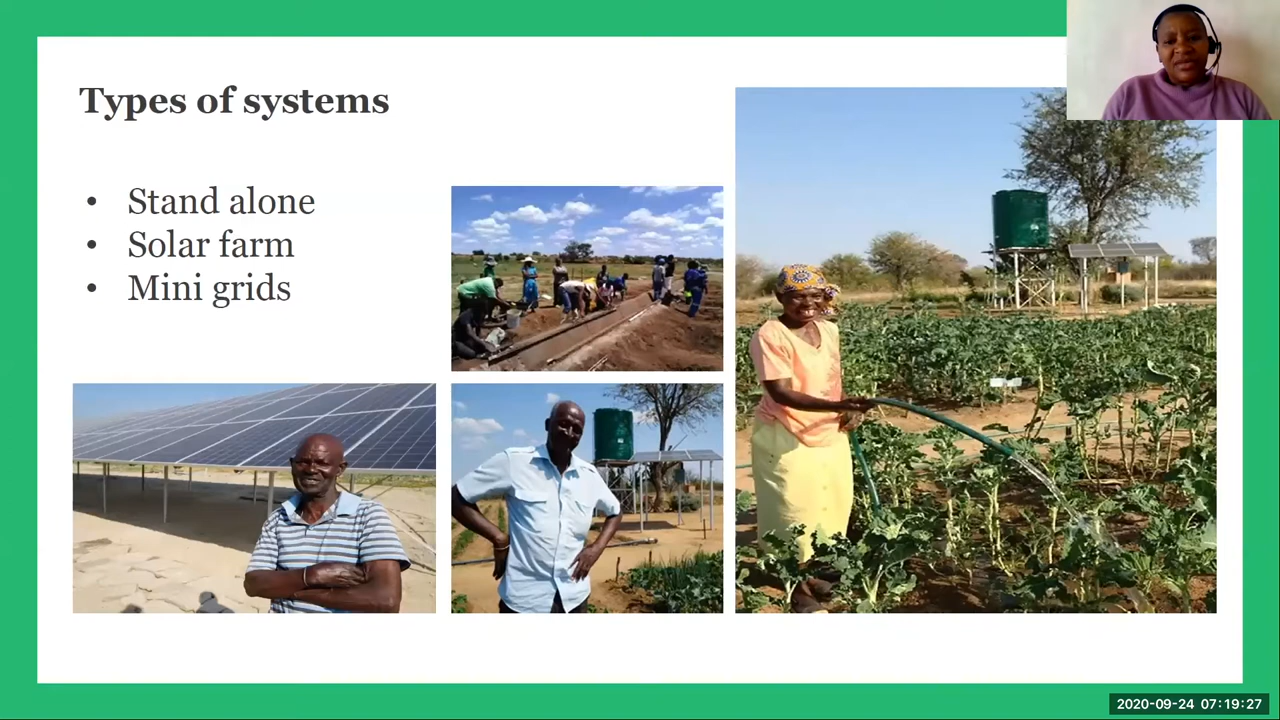 Types of systems
• Stand alone
• Solar farm
• Mini grids
2020-09-24 07:19:27